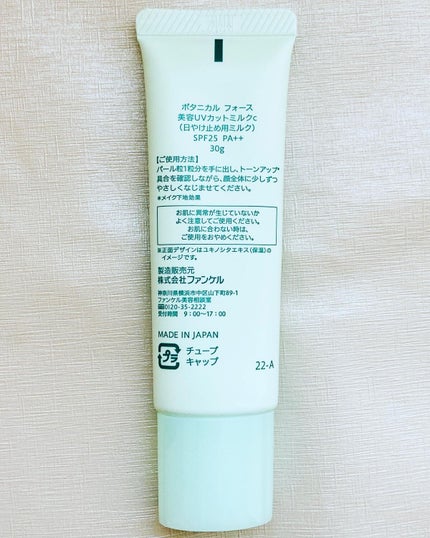 ボタニカル フォース
美容UVカットミルクc
(日やけ止め用ミルク)
SPF25 PA++
30g
【ご使用方法】
パール粒1粒分を手に出し、トーンアップ*
具合を確認しながら、顔全体に少しずつ
やさしくなじませてください。
*メイク下地効果
お肌に異常が生じていないか
よく注意してご使用ください。
お肌に合わない時は、
ご使用をおやめください。
※正面デザインはユキノシタエキス(保湿)の
イメージです。
製造販売元
株式会社ファンケル
神奈川県横浜市中区山下町89-1
ファンケル美容相談室
0120-35-2222
受付時間 9:00〜17:00
MADE IN JAPAN
プラ
チューブ
キャップ
22-A